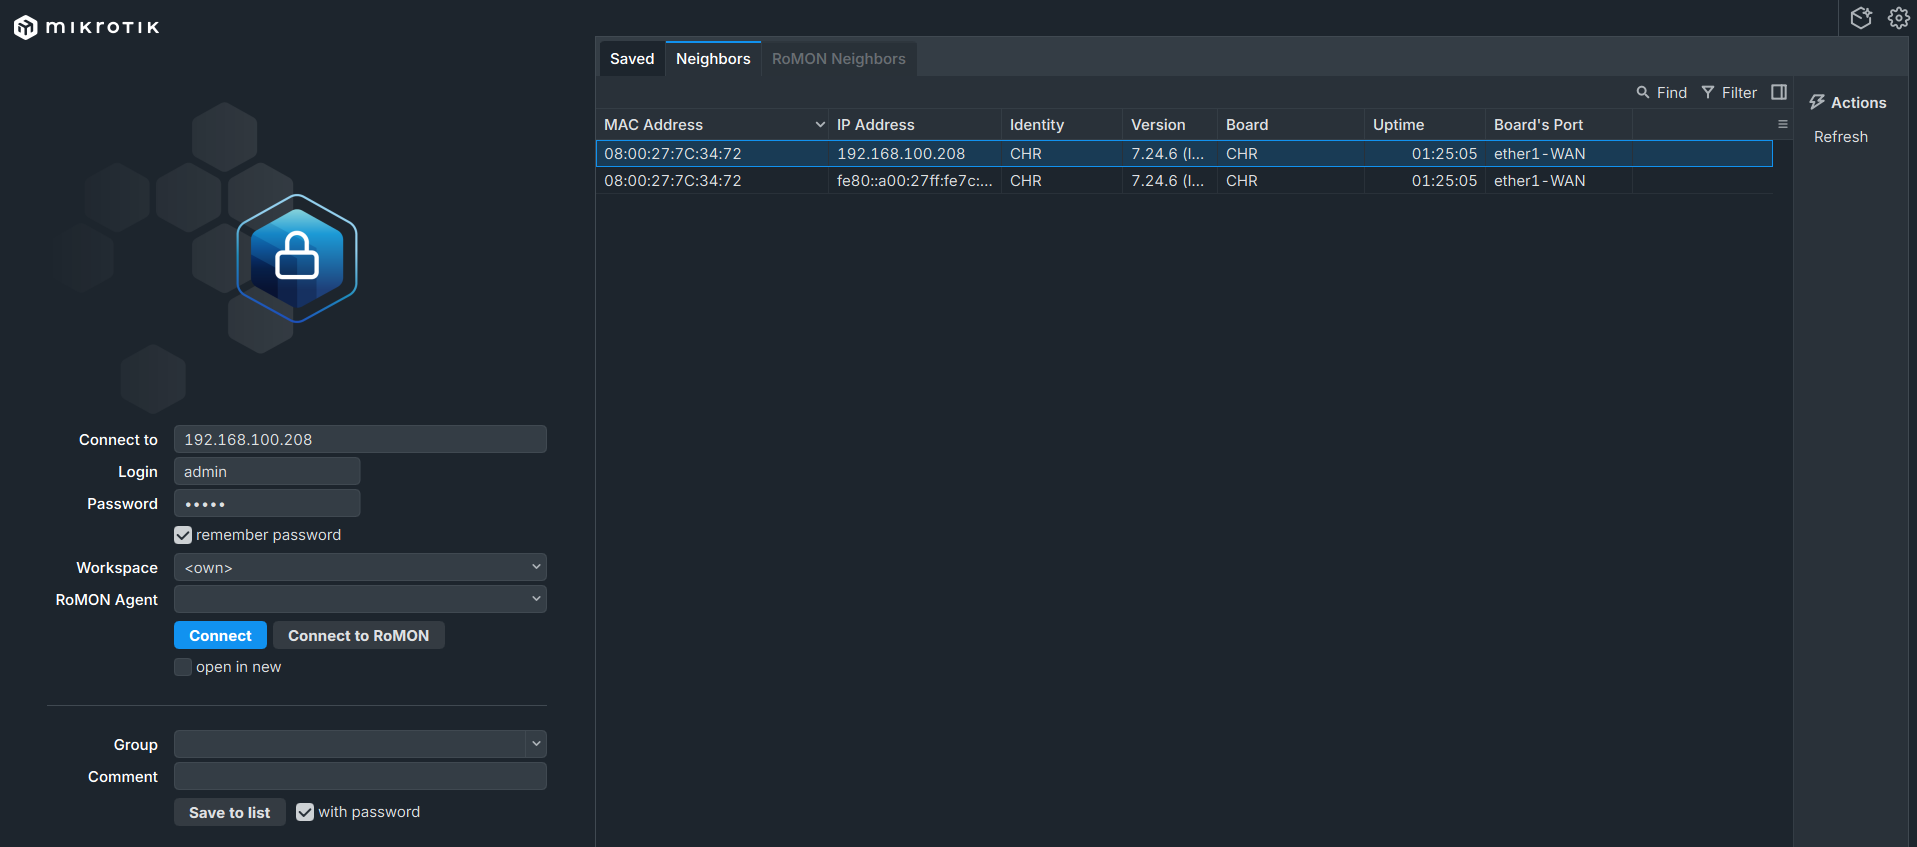 mikrotik
Saved Neighbors RoMON Neighbors
Find Filter
Actions
Refresh
MAC Address IP Address Identity Version Board Uptime Board's Port
08:00:27:7C:34:72 192.168.100.208 CHR 7.24.6 (l... CHR 01:25:05 ether1-WAN
08:00:27:7C:34:72 fe80::a00:27ff:fe7c:... CHR 7.24.6 (l... CHR 01:25:05 ether1-WAN
Connect to 192.168.100.208
Login admin
Password •••••
remember password
Workspace <own>
RoMON Agent
Connect Connect to RoMON
open in new
Group
Comment
Save to list with password